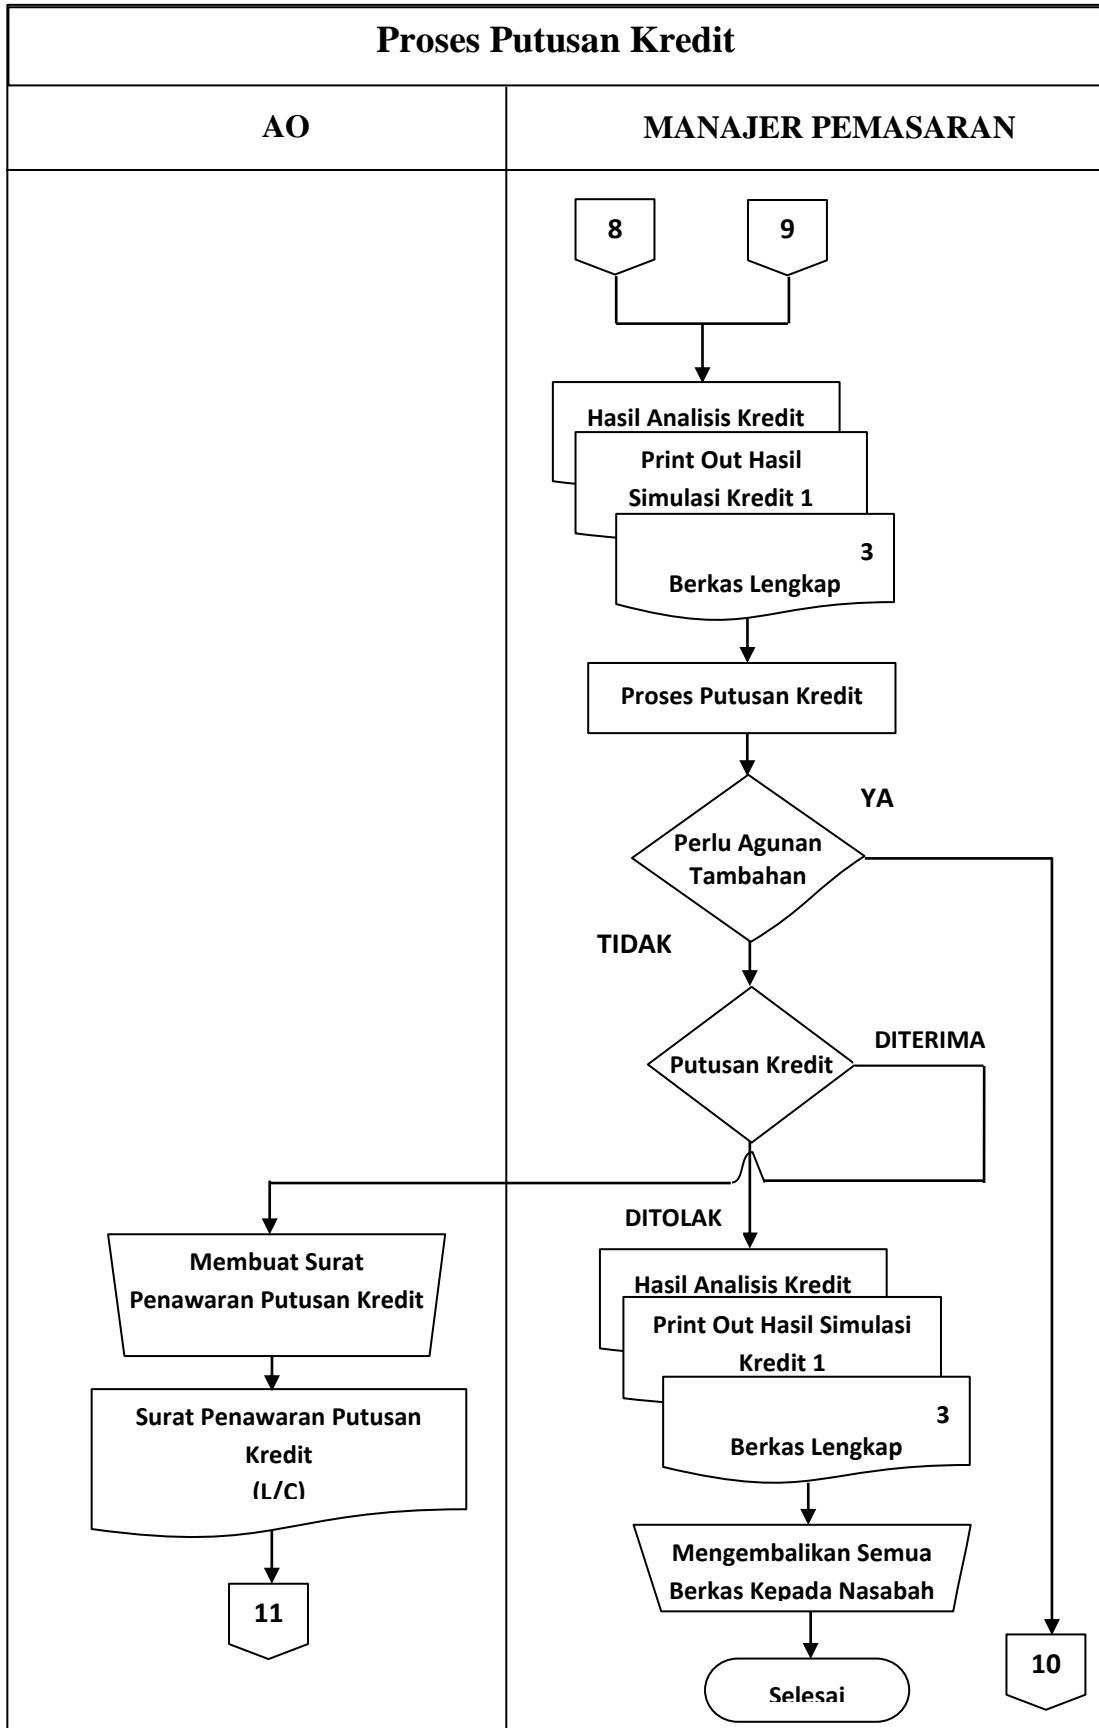 Proses Putusan Kredit
AO
MANAJER PEMASARAN
8
9
Hasil Analisis Kredit
Print Out Hasil
Simulasi Kredit 1
3
Berkas Lengkap
Proses Putusan Kredit
YA
Perlu Agunan
Tambahan
TIDAK
DITERIMA
Putusan Kredit
DITOLAK
Membuat Surat
Penawaran Putusan Kredit
Surat Penawaran Putusan
Kredit
(L/C)
11
Hasil Analisis Kredit
Print Out Hasil Simulasi
Kredit 1
3
Berkas Lengkap
Mengembalikan Semua
Berkas Kepada Nasabah
Selesai
10